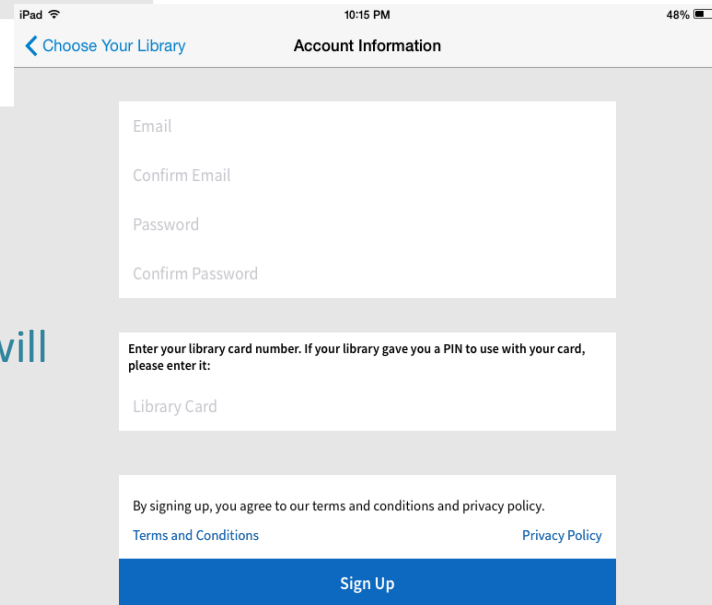 iPad 10:15 PM 48%
Choose Your Library Account Information
Email
Confirm Email
Password
Confirm Password
Enter your library card number. If your library gave you a PIN to use with your card,
please enter it:
Library Card
By signing up, you agree to our terms and conditions and privacy policy.
Terms and Conditions Privacy Policy
Sign Up